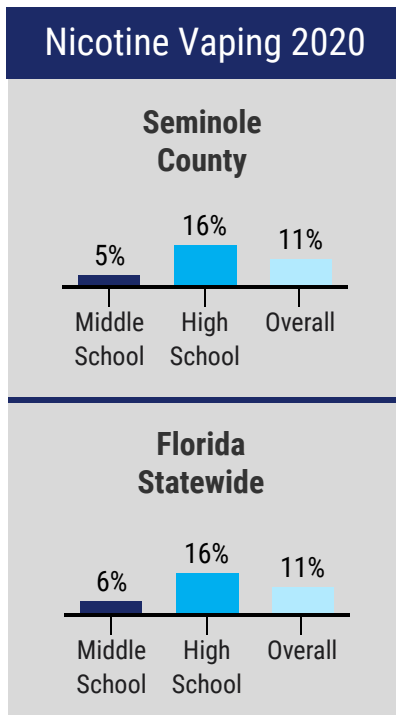 Nicotine Vaping 2020
Seminole
County
5%
16%
11%
Middle
School
High
School
Overall
Florida
Statewide
6%
16%
11%
Middle
School
High
School
Overall